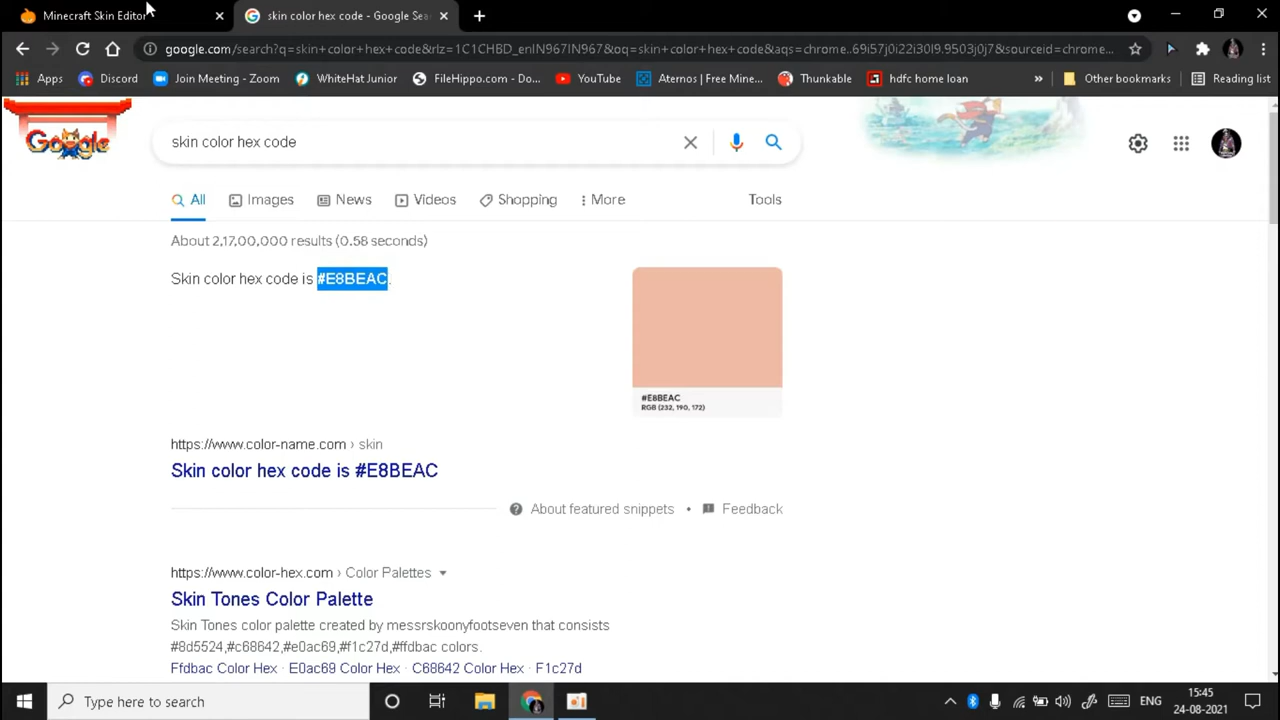 Minecraft Skin Editor
skin color hex code - Google Sea
google.com/search?q=skin+color+hex+code&rlz=1C1CHBD_enIN967IN967&oq=skin+color+hex+code&aqs=chrome..69i57j0i22i30l9.9503j0j7&sourceid=chrome...
Apps Discord Join Meeting - Zoom WhiteHat Junior FileHippo.com - Do... YouTube Aternos | Free Mine... Thunkable hdfc home loan » Other bookmarks Reading list
Google
skin color hex code
All Images News Videos Shopping More Tools
About 2,17,00,000 results (0.58 seconds)
Skin color hex code is #E8BEAC.
#E8BEAC
RGB (232, 190, 172)
https://www.color-name.com › skin
Skin color hex code is #E8BEAC
About featured snippets • Feedback
https://www.color-hex.com › Color Palettes
Skin Tones Color Palette
Skin Tones color palette created by messrskoonyfootseven that consists
#8d5524,#c68642,#e0ac69,#f1c27d,#ffdbac colors.
Ffdbac Color Hex · E0ac69 Color Hex · C68642 Color Hex · F1c27d
Type here to search
ENG
15:45
24-08-2021